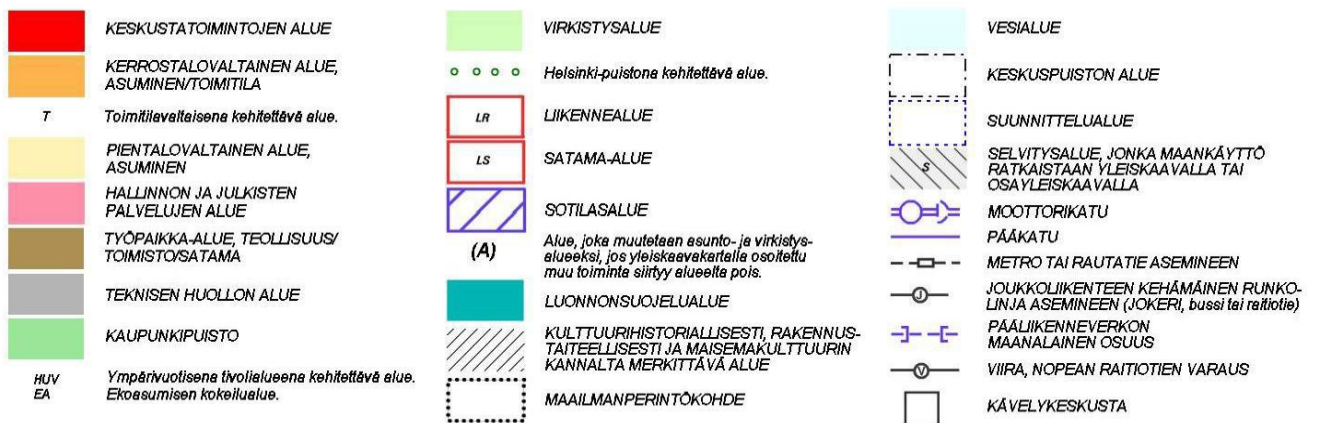 KESKUSTATOIMINTOJEN ALUE
KERROSTALOVALTAINEN ALUE,
ASUMINEN/TOIMITILA
T
Toimitilavaltaisena kehitettävä alue.
PIENTALOVALTAINEN ALUE,
ASUMINEN
HALLINNON JA JULKISTEN
PALVELUJEN ALUE
TYÖPAIKKA-ALUE, TEOLLISUUS/
TOIMISTO/SATAMA
TEKNISEN HUOLLON ALUE
KAUPUNKIPUISTO
HUV
Ympärivuotisena tivolialueena kehitettävä alue.
EA
Ekoasumisen kokeilualue.
VIRKISTYSALUE
Helsinki-puistona kehitettävä alue.
LR
LIIKENNEALUE
LS
SATAMA-ALUE
SOTILASALUE
(A)
Alue, joka muutetaan asunto- ja virkistys-
alueeksi, jos yleiskaavakartalla osoitettu
muu toiminta siirtyy alueelta pois.
LUONNONSUOJELUALUE
KULTTUURIHISTORIALLISESTI, RAKENNUS-
TAITEELLISESTI JA MAISEMAKULTTUURIN
KANNALTA MERKITTÄVÄ ALUE
MAAILMANPERINTÖKOHDE
VESIALUE
KESKUSPUISTON ALUE
SUUNNITTELUALUE
S
SELVITYSALUE, JONKA MAANKÄYTTÖ
RATKAISTAAN YLEISKAAVALLA TAI
OSAYLEISKAAVALLA
MOOTTORIKATU
PÄÄKATU
METRO TAI RAUTATIE ASEMINEEN
J
JOUKKOLIIKENTEEN KEHÄMÄINEN RUNKO-
LINJA ASEMINEEN (JOKERI, bussi tai raitiotie)
PÄÄLIIKENNEVERKON
MAANALAINEN OSUUS
V
VIIRA, NOPEAN RAITIOTIEN VARAUS
KÄVELYKESKUSTA